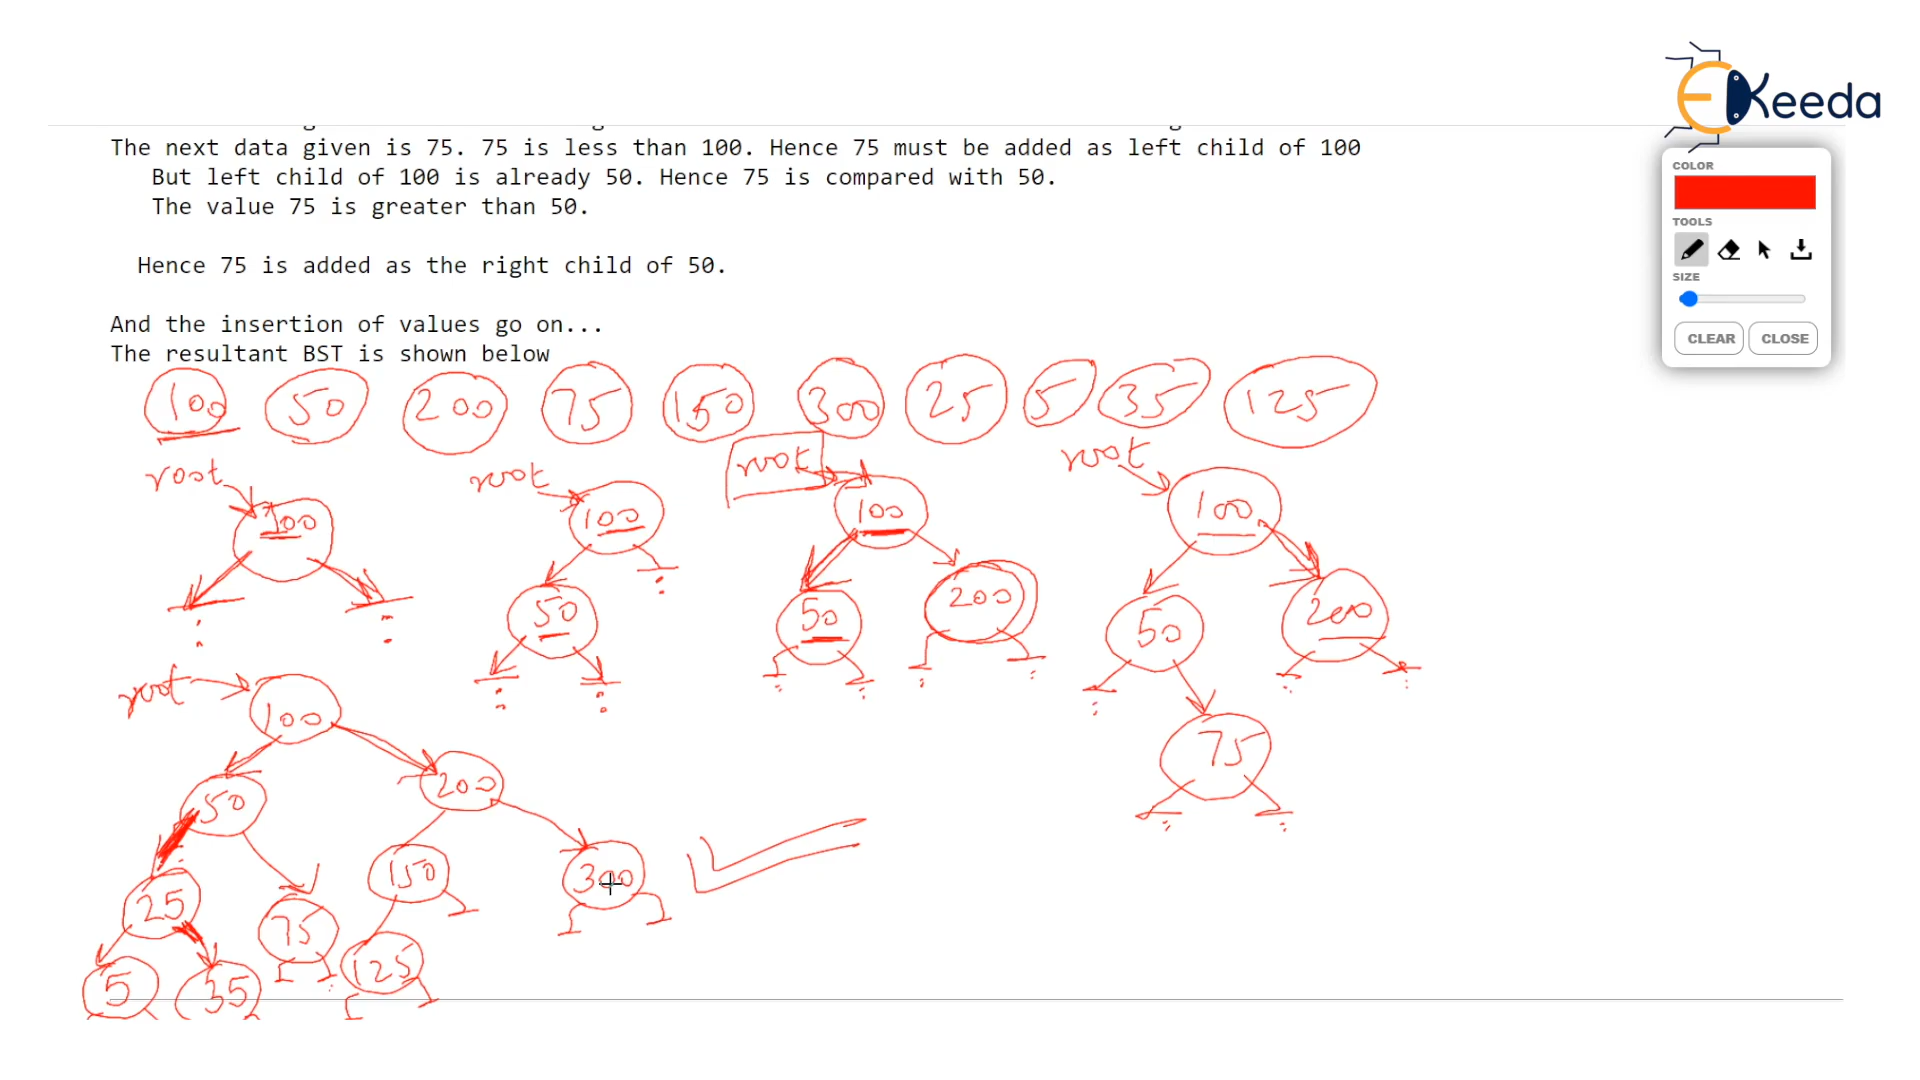 EKeeda
The next data given is 75. 75 is less than 100. Hence 75 must be added as left child of 100
But left child of 100 is already 50. Hence 75 is compared with 50.
The value 75 is greater than 50.
Hence 75 is added as the right child of 50.
And the insertion of values go on...
The resultant BST is shown below
COLOR
TOOLS
SIZE
CLEAR CLOSE
100 50 200 75 150 300 25 5 35 125
root root root root
100 100 100 100
50 50 200 50 200
75
root
100
50 200
25 75 150 300
5 35 125